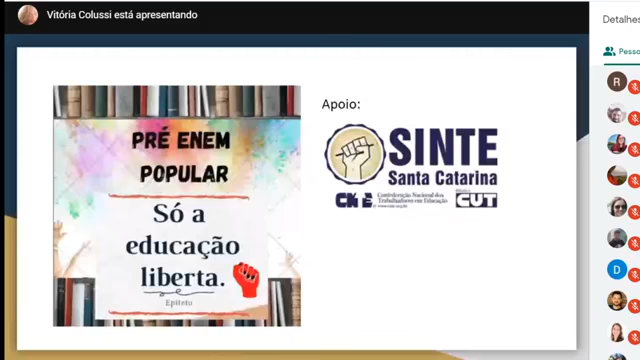 Vitória Colussi está apresentando
Detalhes
Pesso
PRÉ ENEM
POPULAR
Só a
educação
liberta.
Epiteto
Apoio:
SINTE
Santa Catarina
Confederação Nacional dos
Trabalhadores em Educação
CUT
R
D